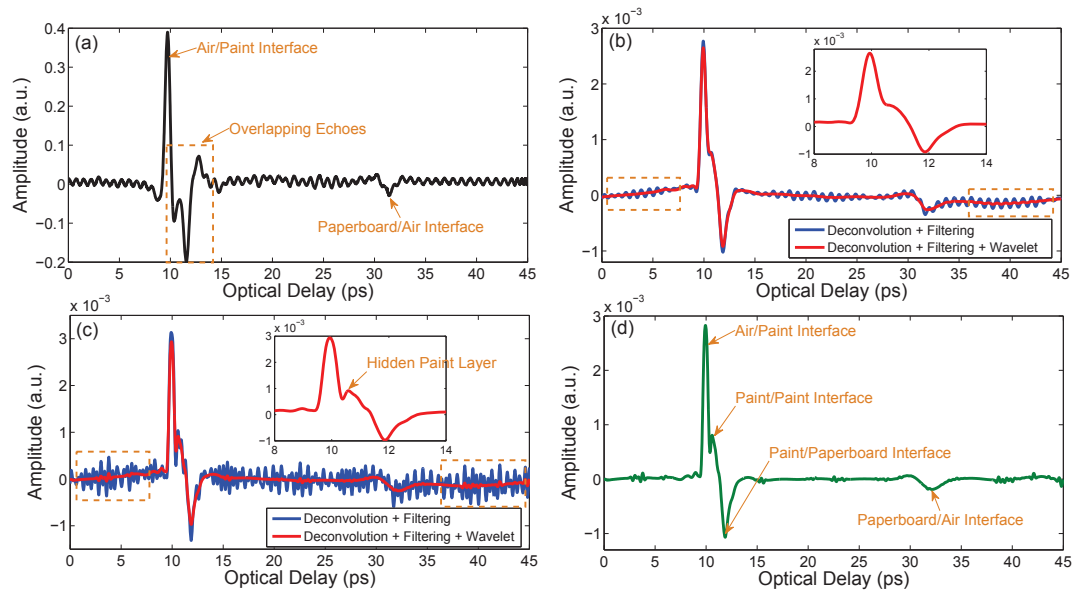 (a)
Air/Paint Interface
Overlapping Echoes
Paperboard/Air Interface
Amplitude (a.u.)
0.4
0.3
0.2
0.1
0
−0.1
−0.2
0 5 10 15 20 25 30 35 40 45
Optical Delay (ps)
x 10⁻³
(b)
Amplitude (a.u.)
3
2
1
0
−1
x 10⁻³
2
1
0
−1
8 10 12 14
Deconvolution + Filtering
Deconvolution + Filtering + Wavelet
0 5 10 15 20 25 30 35 40 45
Optical Delay (ps)
x 10⁻³
(c)
Amplitude (a.u.)
3
2
1
0
−1
x 10⁻³
3
2
1
0
−1
8 10 12 14
Hidden Paint Layer
Deconvolution + Filtering
Deconvolution + Filtering + Wavelet
0 5 10 15 20 25 30 35 40 45
Optical Delay (ps)
x 10⁻³
(d)
Air/Paint Interface
Paint/Paint Interface
Paint/Paperboard Interface
Paperboard/Air Interface
Amplitude (a.u.)
3
2
1
0
−1
0 5 10 15 20 25 30 35 40 45
Optical Delay (ps)